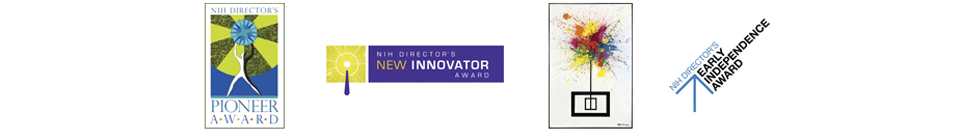 NIH DIRECTOR'S
PIONEER
A•W•A•R•D
NIH DIRECTOR'S
NEW INNOVATOR
AWARD
NIH DIRECTOR'S
EARLY
INDEPENDENCE
AWARD